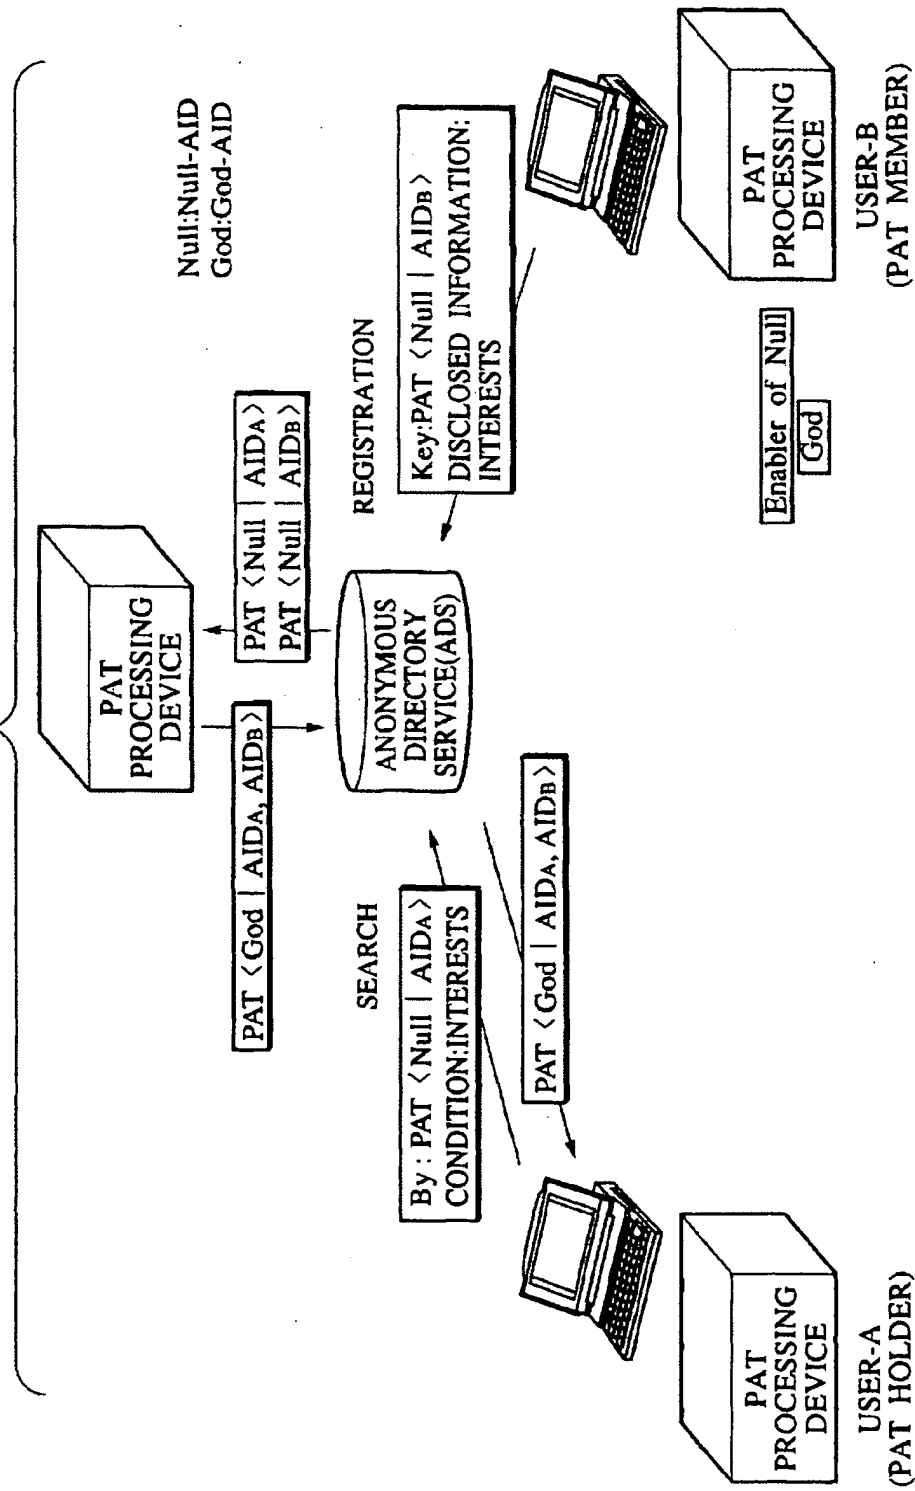 Null:Null-AID
God:God-AID
PAT
PROCESSING
DEVICE
PAT <God | AIDA, AIDB>
PAT <Null | AIDA>
PAT <Null | AIDB>
ANONYMOUS
DIRECTORY
SERVICE(ADS)
SEARCH
By : PAT <Null | AIDA>
CONDITION:INTERESTS
REGISTRATION
Key:PAT <Null | AIDB>
DISCLOSED INFORMATION:
INTERESTS
PAT <God | AIDA, AIDB>
PAT
PROCESSING
DEVICE
USER-A
(PAT HOLDER)
Enabler of Null
God
PAT
PROCESSING
DEVICE
USER-B
(PAT MEMBER)